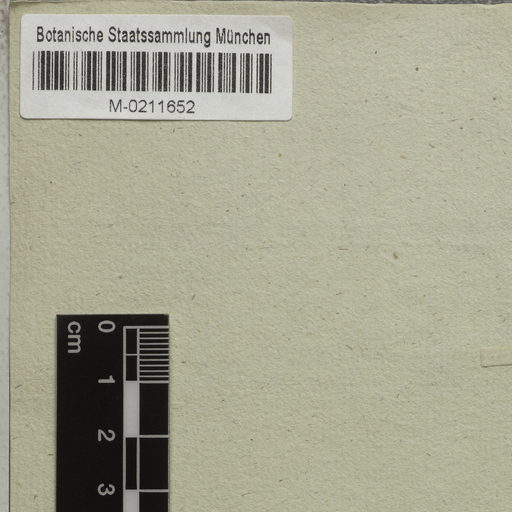 Botanische Staatssammlung München
M-0211652
cm
0
1
2
3